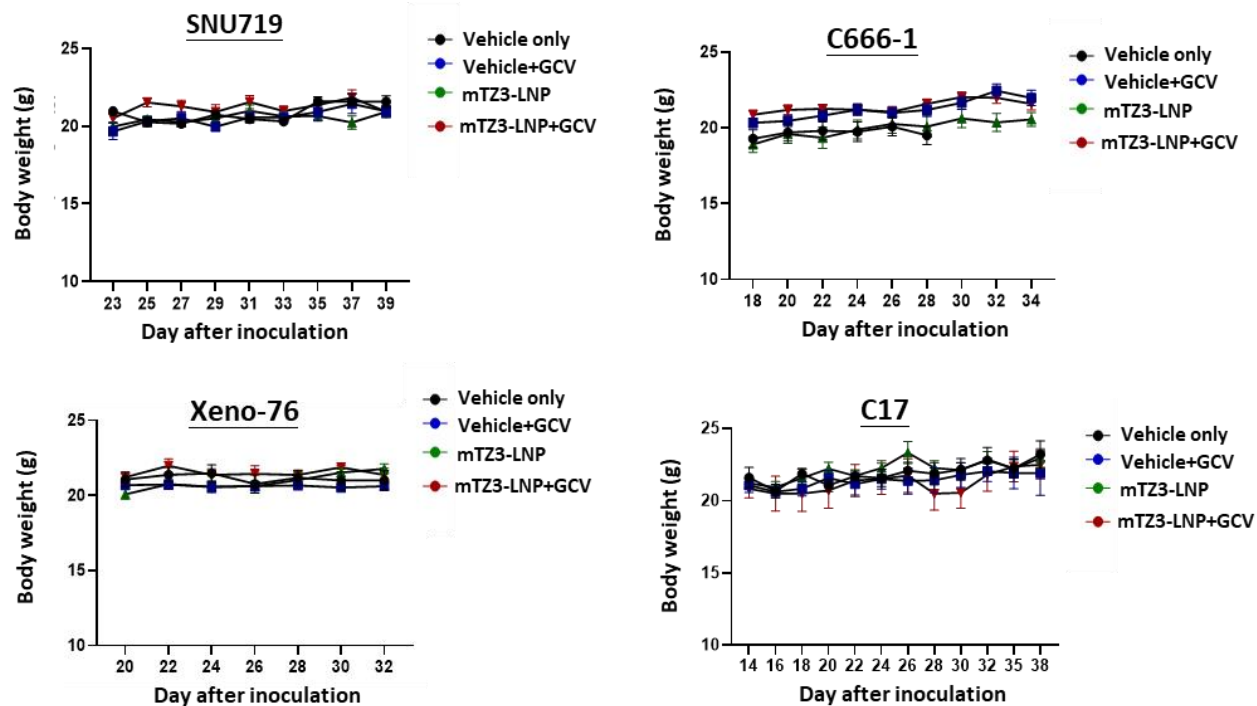 SNU719
Vehicle only
Vehicle+GCV
mTZ3-LNP
mTZ3-LNP+GCV
Body weight (g)
25
20
15
10
23 25 27 29 31 33 35 37 39
Day after inoculation
C666-1
Vehicle only
Vehicle+GCV
mTZ3-LNP
mTZ3-LNP+GCV
Body weight (g)
25
20
15
10
18 20 22 24 26 28 30 32 34
Day after inoculation
Xeno-76
Vehicle only
Vehicle+GCV
mTZ3-LNP
mTZ3-LNP+GCV
Body weight (g)
25
20
15
10
20 22 24 26 28 30 32
Day after inoculation
C17
Vehicle only
Vehicle+GCV
mTZ3-LNP
mTZ3-LNP+GCV
Body weight (g)
25
20
15
10
14 16 18 20 22 24 26 28 30 32 35 38
Day after inoculation